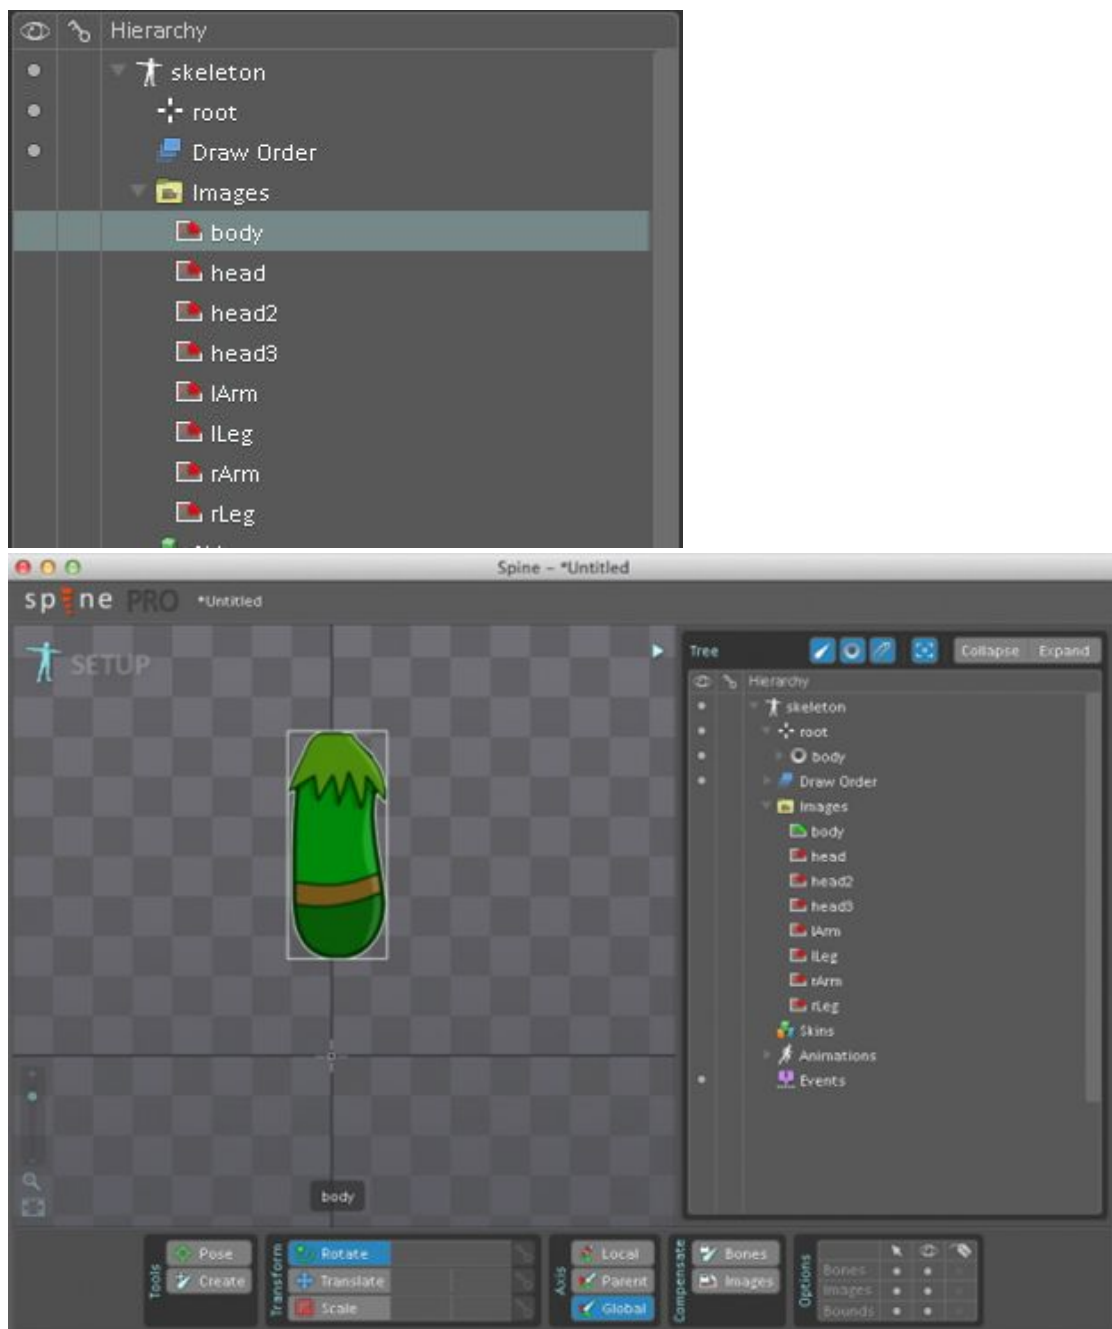 Hierarchy
skeleton
root
Draw Order
Images
body
head
head2
head3
lArm
lLeg
rArm
rLeg
Spine – *Untitled
spine PRO *Untitled
SETUP
Tree Collapse Expand
Hierarchy
skeleton
root
body
Draw Order
Images
body
head
head2
head3
lArm
lLeg
rArm
rLeg
Skins
Animations
Events
body
Tools
Pose
Create
Transform
Rotate
Translate
Scale
Axis
Local
Parent
Global
Compensate
Bones
Images
Options
Bones
Images
Bounds